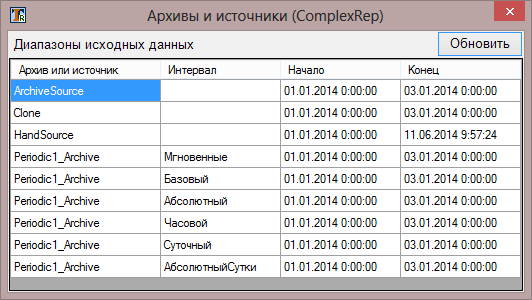 Архивы и источники (ComplexRep)
Диапазоны исходных данных Обновить
Архив или источник Интервал Начало Конец
ArchiveSource 01.01.2014 0:00:00 03.01.2014 0:00:00
Clone 01.01.2014 0:00:00 03.01.2014 0:00:00
HandSource 01.01.2014 0:00:00 11.06.2014 9:57:24
Periodic1_Archive Мгновенные 01.01.2014 0:00:00 03.01.2014 0:00:00
Periodic1_Archive Базовый 01.01.2014 0:00:00 03.01.2014 0:00:00
Periodic1_Archive Абсолютный 01.01.2014 0:00:00 03.01.2014 0:00:00
Periodic1_Archive Часовой 01.01.2014 0:00:00 03.01.2014 0:00:00
Periodic1_Archive Суточный 01.01.2014 0:00:00 03.01.2014 0:00:00
Periodic1_Archive АбсолютныйСутки 01.01.2014 0:00:00 03.01.2014 0:00:00